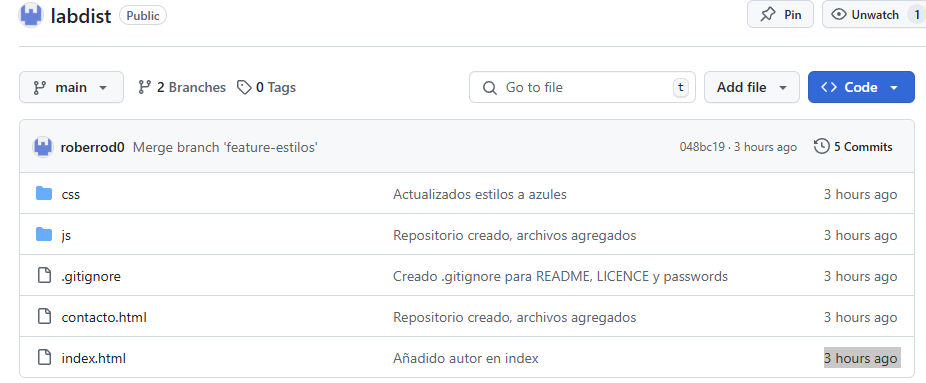 labdist Public Pin Unwatch 1
main 2 Branches 0 Tags Go to file t Add file Code
roberrod0 Merge branch 'feature-estilos' 048bc19 · 3 hours ago 5 Commits
css Actualizados estilos a azules 3 hours ago
js Repositorio creado, archivos agregados 3 hours ago
.gitignore Creado .gitignore para README, LICENCE y passwords 3 hours ago
contacto.html Repositorio creado, archivos agregados 3 hours ago
index.html Añadido autor en index 3 hours ago